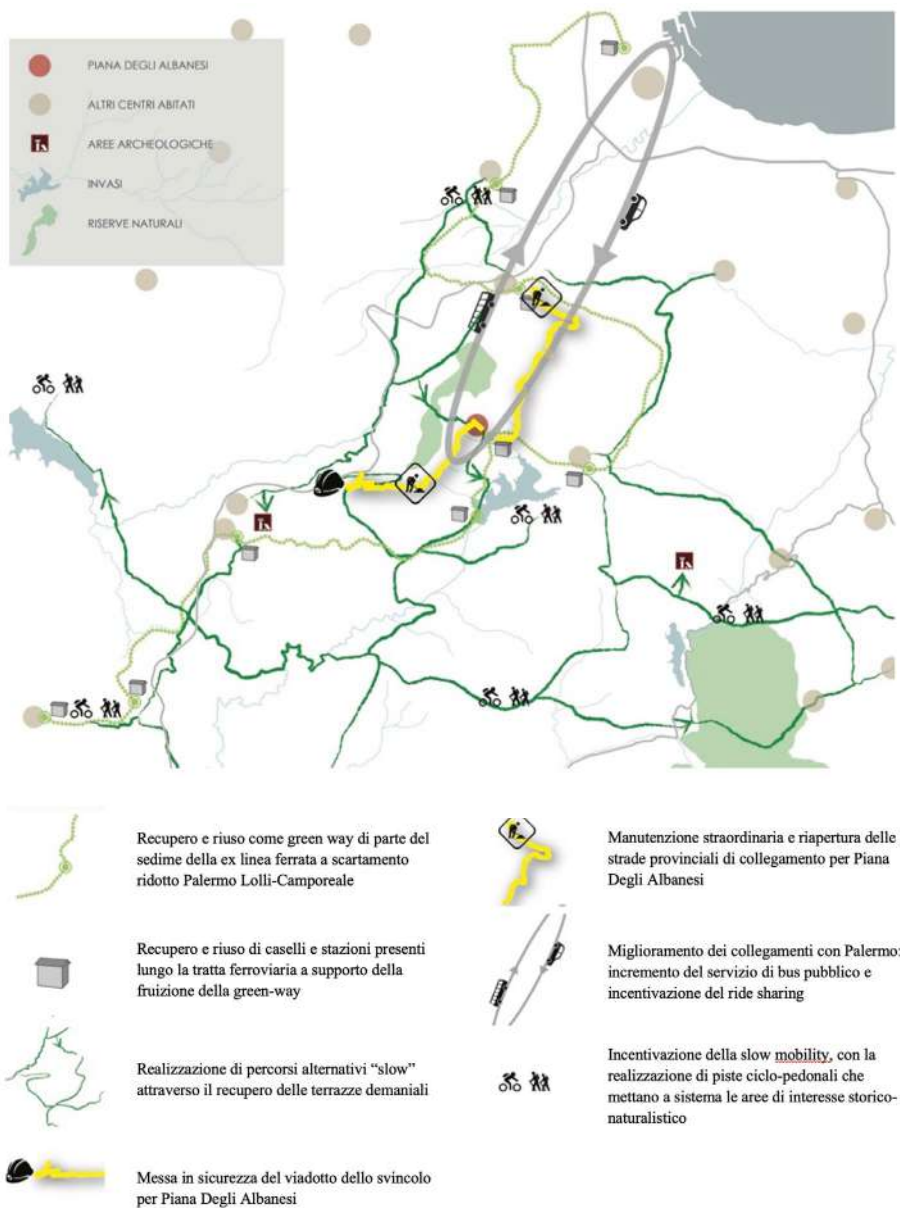 PIANA DEGLI ALBANESI
ALTRI CENTRI ABITATI
AREE ARCHEOLOGICHE
INVASI
RISERVE NATURALI
Recupero e riuso come green way di parte del
sedime della ex linea ferrata a scartamento
ridotto Palermo Lolli-Camporeale
Recupero e riuso di caselli e stazioni presenti
lungo la tratta ferroviaria a supporto della
fruizione della green-way
Realizzazione di percorsi alternativi “slow”
attraverso il recupero delle terrazze demaniali
Messa in sicurezza del viadotto dello svincolo
per Piana Degli Albanesi
Manutenzione straordinaria e riapertura delle
strade provinciali di collegamento per Piana
Degli Albanesi
Miglioramento dei collegamenti con Palermo:
incremento del servizio di bus pubblico e
incentivazione del ride sharing
Incentivazione della slow mobility, con la
realizzazione di piste ciclo-pedonali che
mettano a sistema le aree di interesse storico-
naturalistico